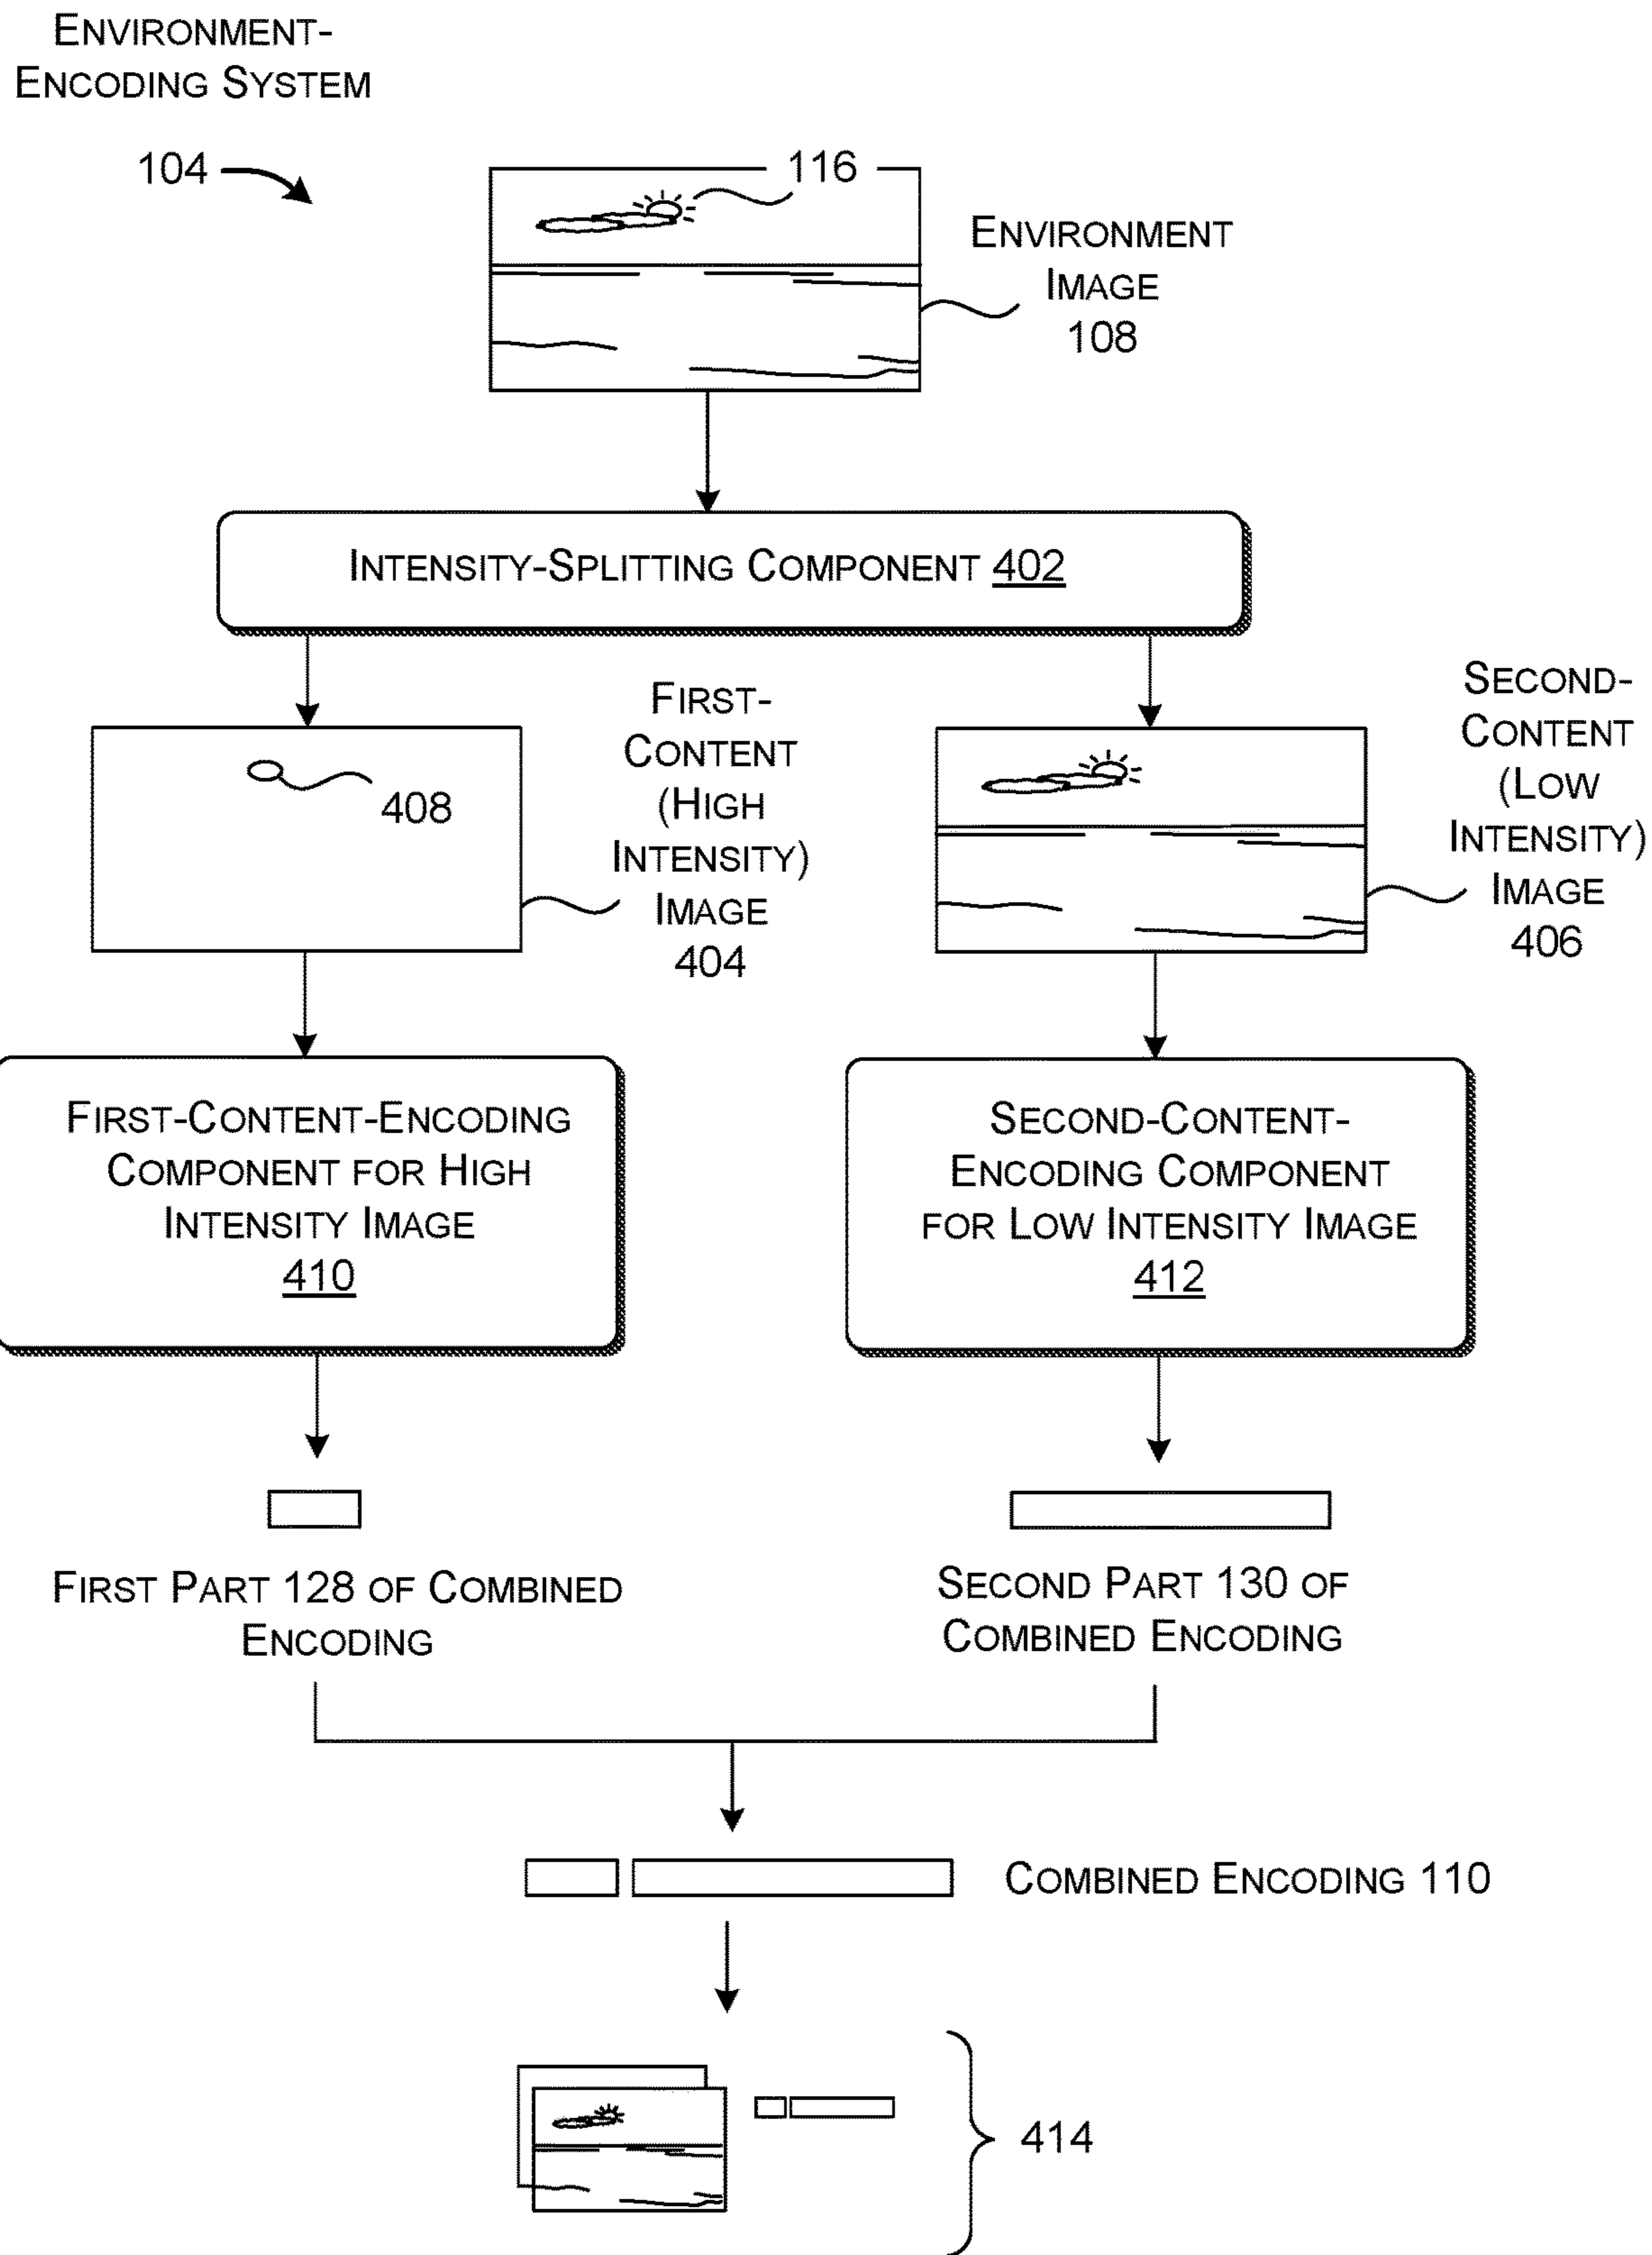 ENVIRONMENT-
ENCODING SYSTEM
104
116
ENVIRONMENT
IMAGE
108
INTENSITY-SPLITTING COMPONENT 402
FIRST-
CONTENT
(HIGH
INTENSITY)
IMAGE
404
408
SECOND-
CONTENT
(LOW
INTENSITY)
IMAGE
406
FIRST-CONTENT-ENCODING
COMPONENT FOR HIGH
INTENSITY IMAGE
410
SECOND-CONTENT-
ENCODING COMPONENT
FOR LOW INTENSITY IMAGE
412
FIRST PART 128 OF COMBINED
ENCODING
SECOND PART 130 OF
COMBINED ENCODING
COMBINED ENCODING 110
414